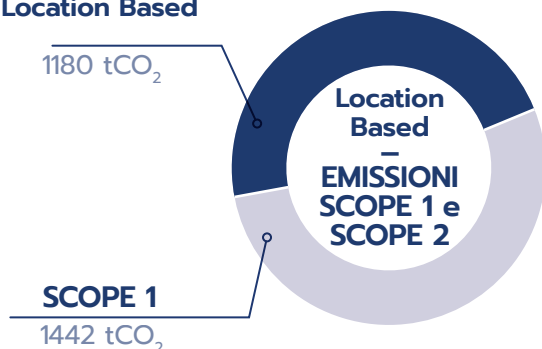 Location Based
1180 tCO₂
Location
Based
–
EMISSIONI
SCOPE 1 e
SCOPE 2
SCOPE 1
1442 tCO₂